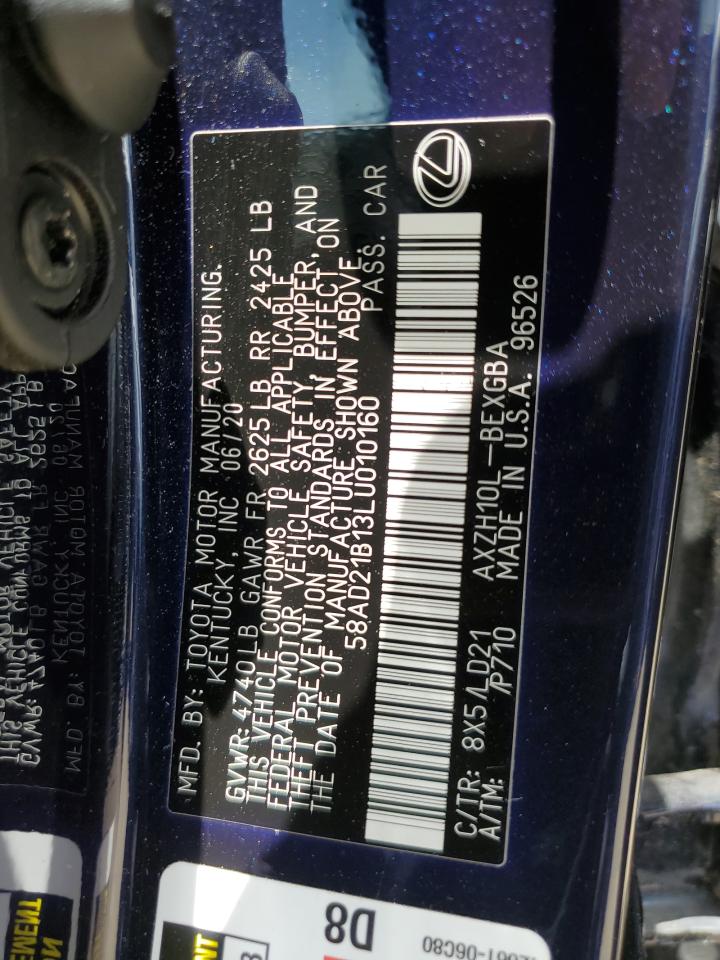 MFD. BY: TOYOTA MOTOR MANUFACTURING.
KENTUCKY, INC 06/20
GVWR: 4740LB GAWR FR 2625LB RR 2425 LB
THIS VEHICLE CONFORMS TO ALL APPLICABLE
FEDERAL MOTOR VEHICLE SAFETY, BUMPER, AND
THEFT PREVENTION STANDARDS IN EFFECT ON
THE DATE OF MANUFACTURE SHOWN ABOVE.
58AD21B13LU010160 PASS. CAR
C/TR: 8X5/LD21 AXZH10L-BEXGBA
A/TM: /P710 MADE IN U.S.A. 96526
D8